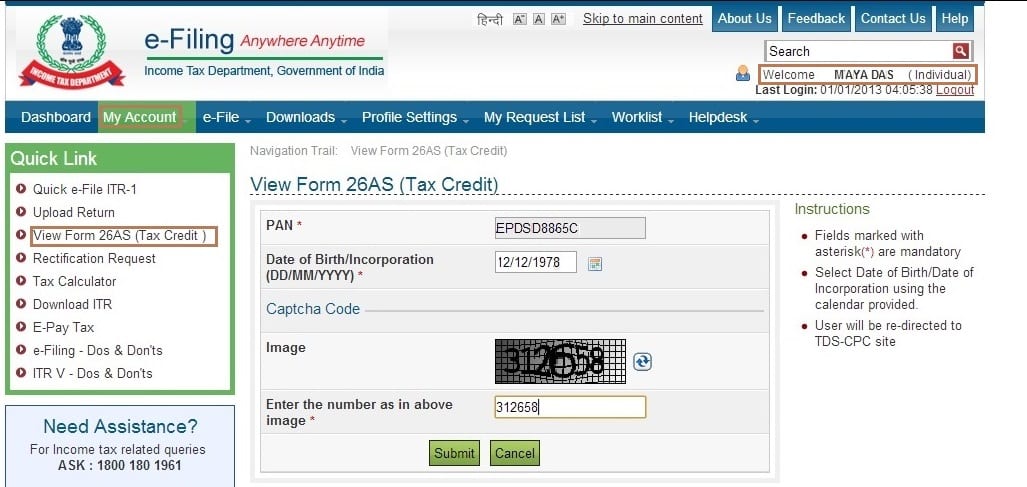 हिन्दी A- A A+ Skip to main content About Us Feedback Contact Us Help
e-Filing Anywhere Anytime
Income Tax Department, Government of India
INCOME TAX DEPARTMENT
Search
Welcome MAYA DAS (Individual)
Last Login: 01/01/2013 04:05:38 Logout
Dashboard My Account e-File Downloads Profile Settings My Request List Worklist Helpdesk
Quick Link
Quick e-File ITR-1
Upload Return
View Form 26AS (Tax Credit )
Rectification Request
Tax Calculator
Download ITR
E-Pay Tax
e-Filing - Dos & Don'ts
ITR V - Dos & Don'ts
Need Assistance?
For Income tax related queries
ASK : 1800 180 1961
Navigation Trail: View Form 26AS (Tax Credit)
View Form 26AS (Tax Credit)
PAN *
EPDSD8865C
Date of Birth/Incorporation
(DD/MM/YYYY) *
12/12/1978
Captcha Code
Image
312658
Enter the number as in above
image *
312658
Submit Cancel
Instructions
Fields marked with
asterisk(*) are mandatory
Select Date of Birth/Date of
Incorporation using the
calendar provided.
User will be re-directed to
TDS-CPC site